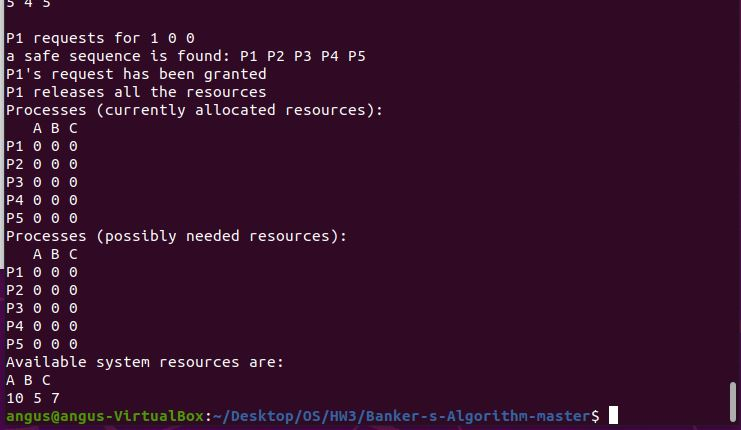 5 4 5
P1 requests for 1 0 0
a safe sequence is found: P1 P2 P3 P4 P5
P1's request has been granted
P1 releases all the resources
Processes (currently allocated resources):
A B C
P1 0 0 0
P2 0 0 0
P3 0 0 0
P4 0 0 0
P5 0 0 0
Processes (possibly needed resources):
A B C
P1 0 0 0
P2 0 0 0
P3 0 0 0
P4 0 0 0
P5 0 0 0
Available system resources are:
A B C
10 5 7
angus@angus-VirtualBox:~/Desktop/OS/HW3/Banker-s-Algorithm-master$